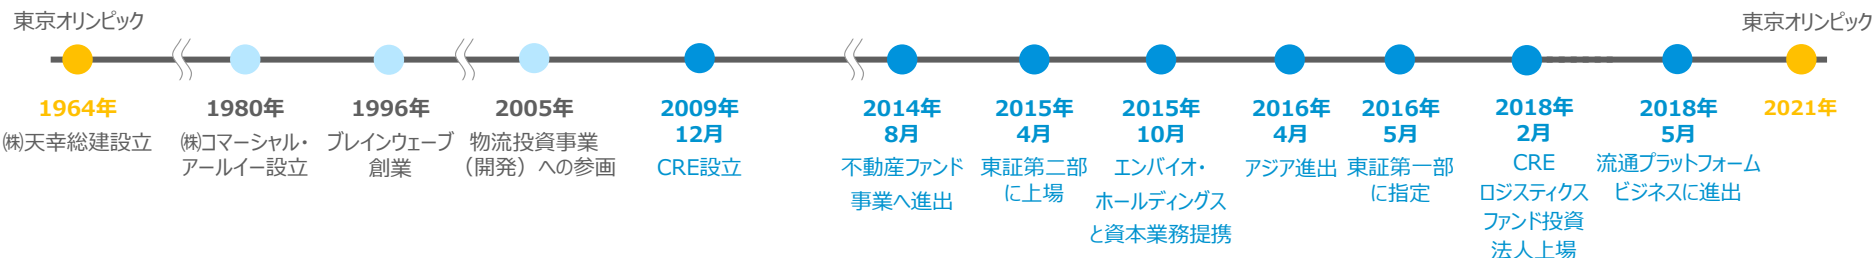 東京オリンピック
東京オリンピック
1964年
㈱天幸総建設立
1980年
㈱コマーシャル・
アールイー設立
1996年
ブレインウェーブ
創業
2005年
物流投資事業
（開発）への参画
2009年
12月
CRE設立
2014年
8月
不動産ファンド
事業へ進出
2015年
4月
東証第二部
に上場
2015年
10月
エンバイオ・
ホールディングス
と資本業務提携
2016年
4月
アジア進出
2016年
5月
東証第一部
に指定
2018年
2月
CRE
ロジスティクス
ファンド投資
法人上場
2018年
5月
流通プラットフォーム
ビジネスに進出
2021年